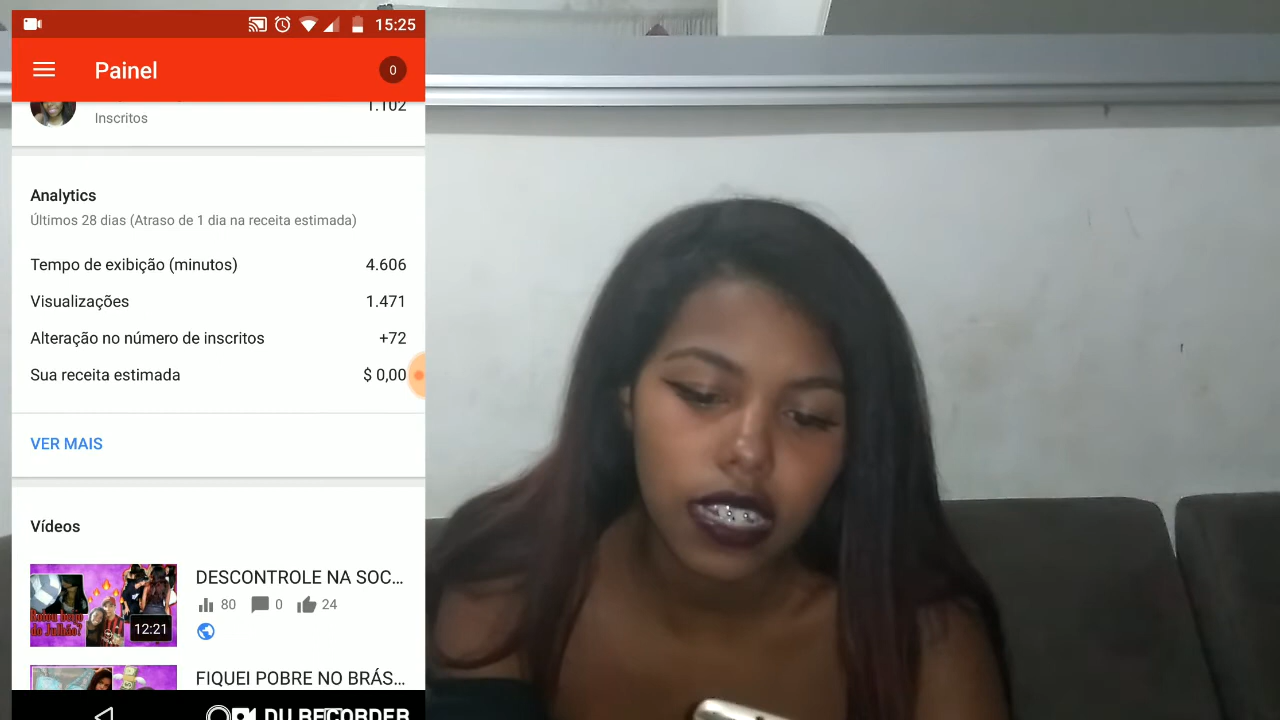 15:25
Painel
0
1.102
Inscritos
Analytics
Últimos 28 dias (Atraso de 1 dia na receita estimada)
Tempo de exibição (minutos) 4.606
Visualizações 1.471
Alteração no número de inscritos +72
Sua receita estimada $ 0,00
VER MAIS
Vídeos
DESCONTROLE NA SOC...
80 0 24
12:21
FIQUEI POBRE NO BRÁS...
DU RECORDER